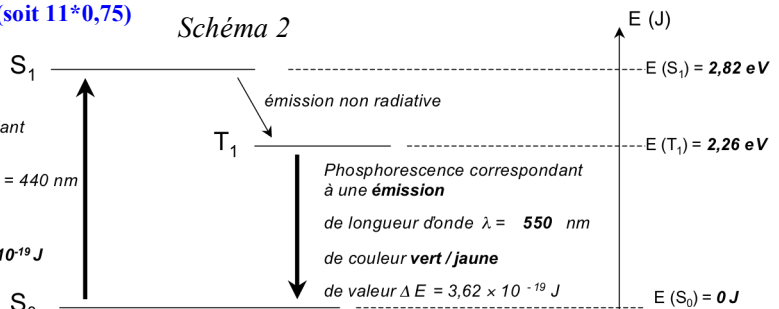 (soit 11*0,75)
Schéma 2
E (J)
S1
E (S1) = 2,82 eV
émission non radiative
T1
E (T1) = 2,26 eV
= 440 nm
Phosphorescence correspondant
à une émission
de longueur d'onde λ = 550 nm
10-19 J
de couleur vert / jaune
de valeur Δ E = 3,62 × 10 -19 J
S0
E (S0) = 0 J